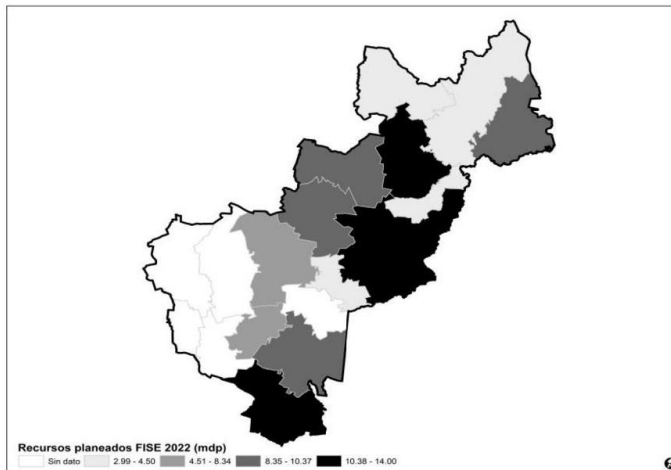 Recursos planeados FISE 2022 (mdp)
Sin dato 2.99 - 4.50 4.51 - 8.34 8.35 - 10.37 10.38 - 14.00